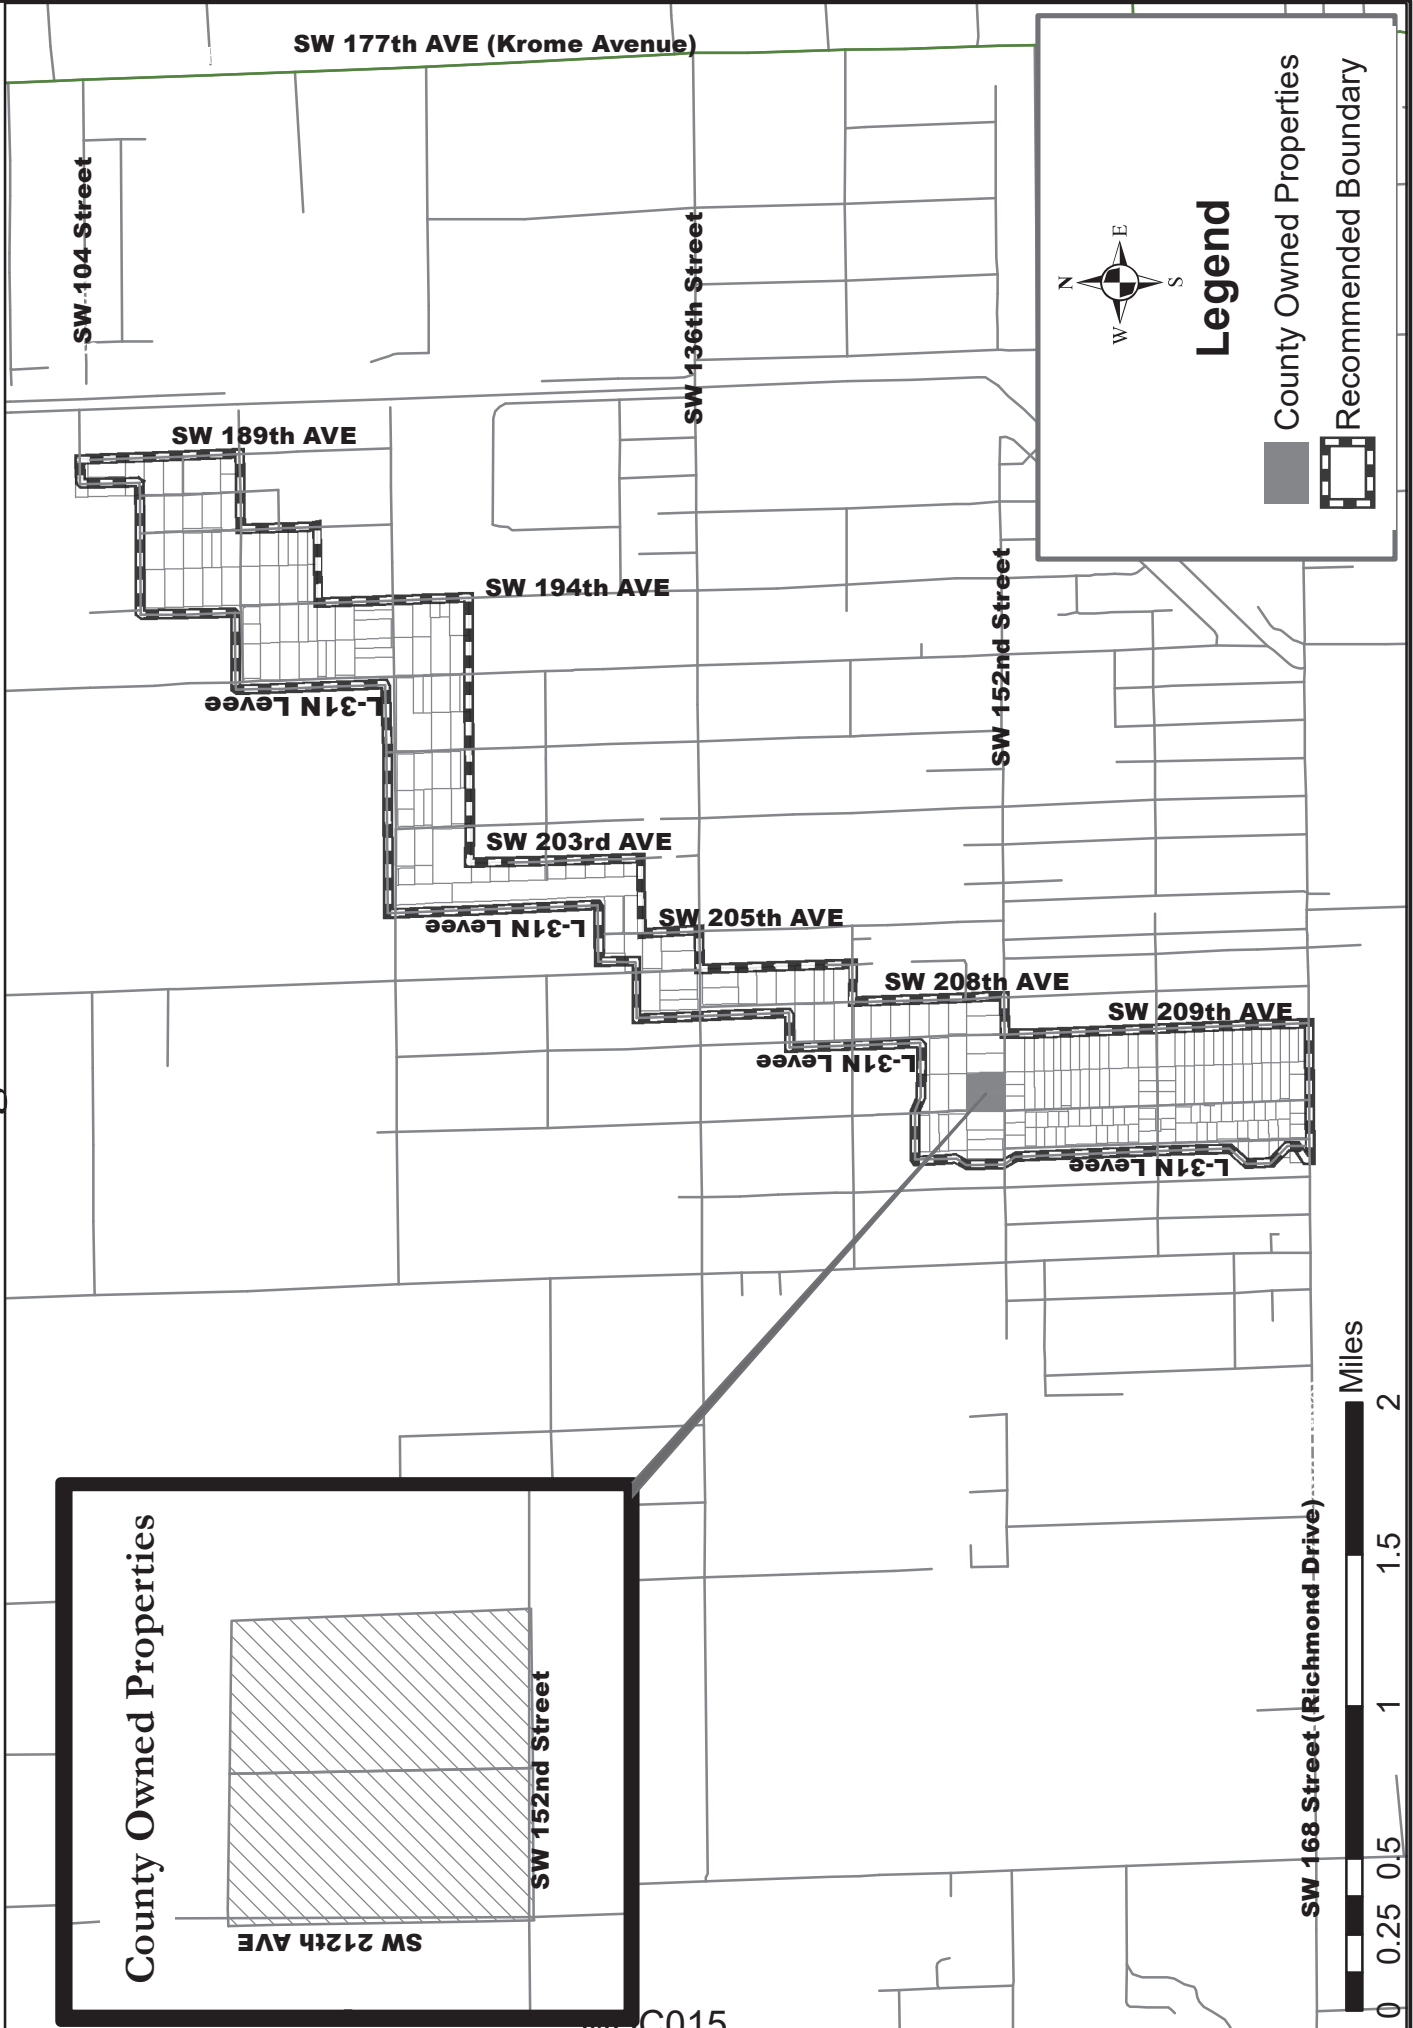 SW 177th AVE (Krome Avenue)
SW 104 Street
SW 136th Street
SW 189th AVE
SW 194th AVE
L-31N Levee
SW 152nd Street
SW 203rd AVE
L-31N Levee
SW 205th AVE
SW 208th AVE
SW 209th AVE
L-31N Levee
L-31N Levee
SW 168 Street (Richmond Drive)
County Owned Properties
SW 212th AVE
SW 152nd Street
N
W
E
S
Legend
County Owned Properties
Recommended Boundary
Miles
0 0.25 0.5 1 1.5 2
C015